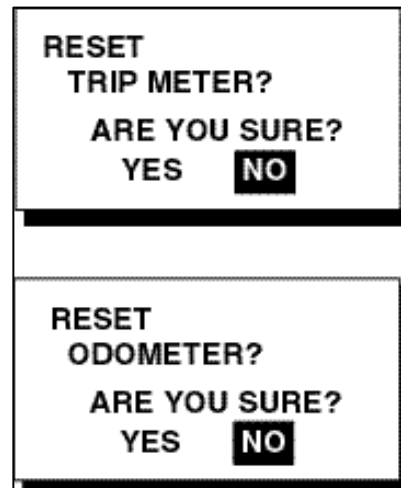 RESET
TRIP METER?
ARE YOU SURE?
YES NO
RESET
ODOMETER?
ARE YOU SURE?
YES NO